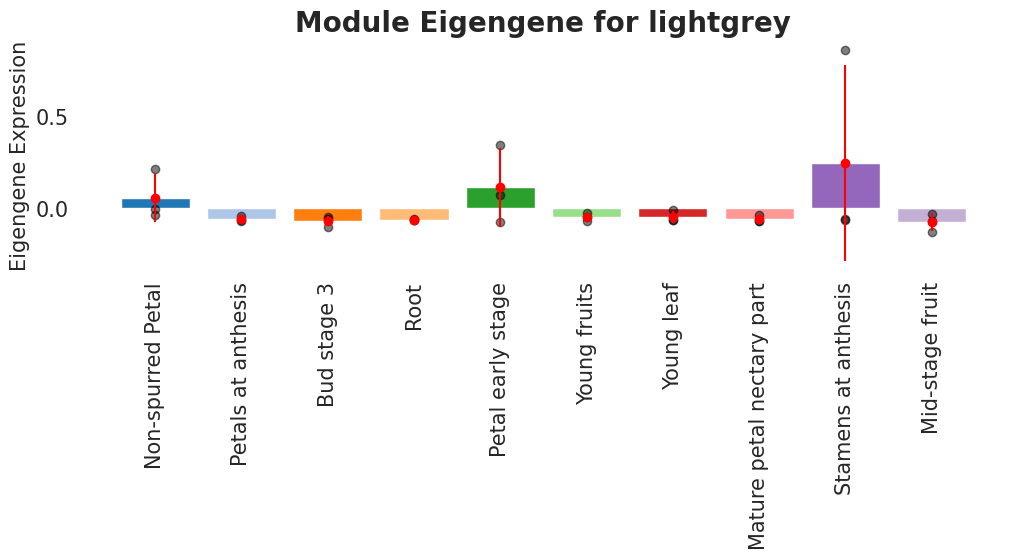 Module Eigengene for lightgrey
Eigengene Expression
0.5
0.0
Non-spurred Petal
Petals at anthesis
Bud stage 3
Root
Petal early stage
Young fruits
Young leaf
Mature petal nectary part
Stamens at anthesis
Mid-stage fruit